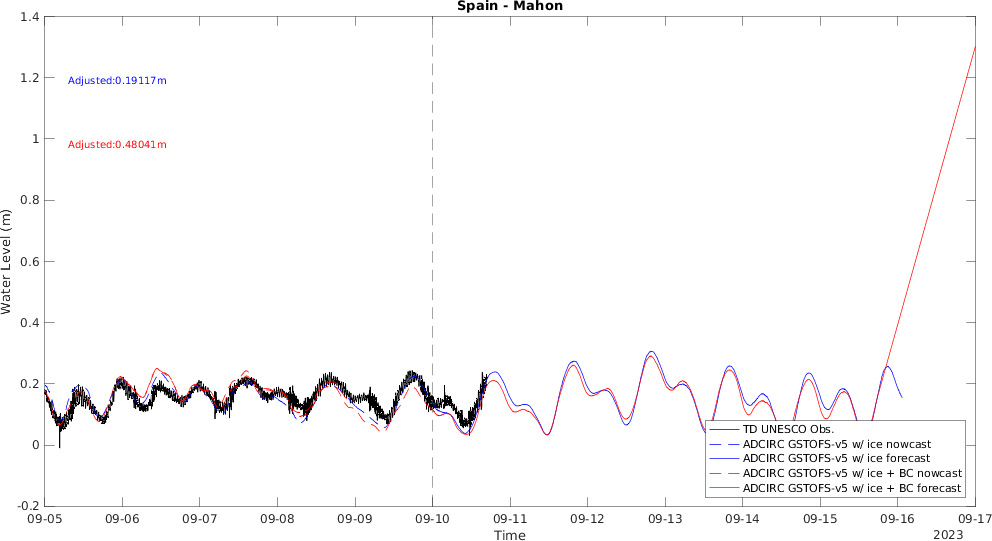 Spain - Mahon
1.4
1.2
1
0.8
0.6
0.4
0.2
0
-0.2
Water Level (m)
Adjusted:0.19117m
Adjusted:0.48041m
TD UNESCO Obs.
ADCIRC GSTOFS-v5 w/ ice nowcast
ADCIRC GSTOFS-v5 w/ ice forecast
ADCIRC GSTOFS-v5 w/ ice + BC nowcast
ADCIRC GSTOFS-v5 w/ ice + BC forecast
09-05 09-06 09-07 09-08 09-09 09-10 09-11 09-12 09-13 09-14 09-15 09-16 09-17
Time
2023